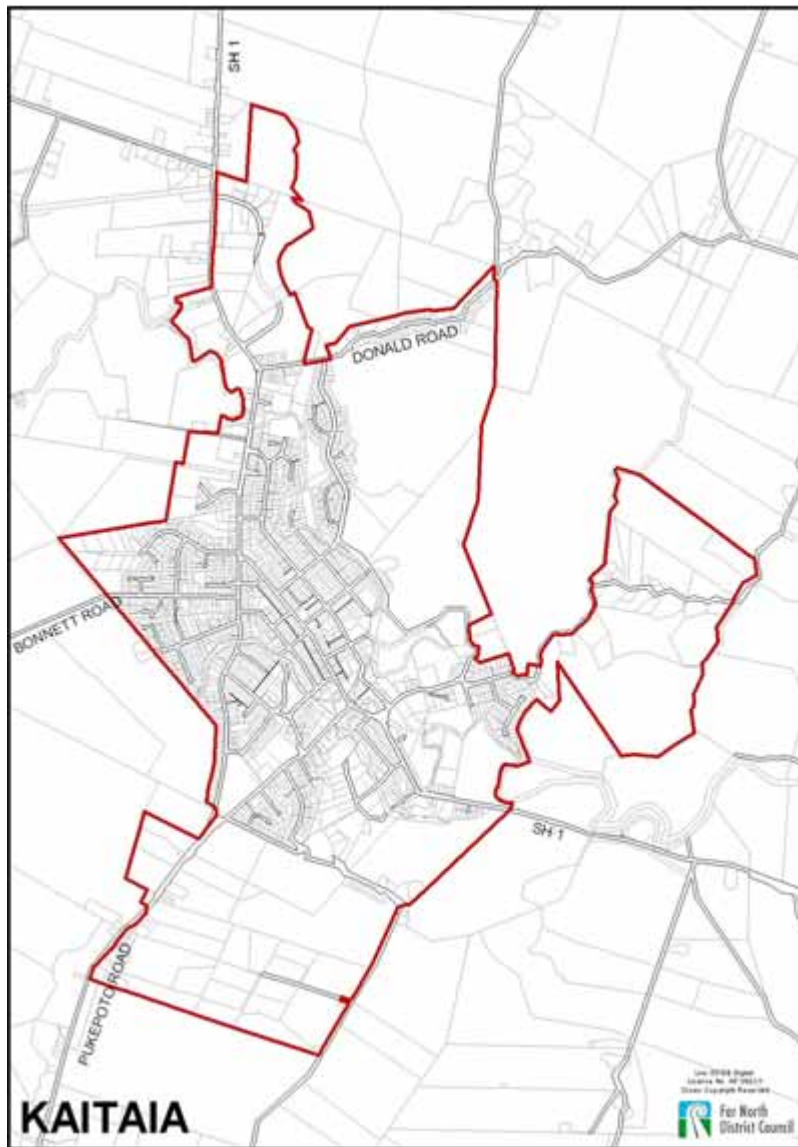 SH 1
DONALD ROAD
BONNETT ROAD
SH 1
PUKEPOTO ROAD
KAITAIA
Far North
District Council